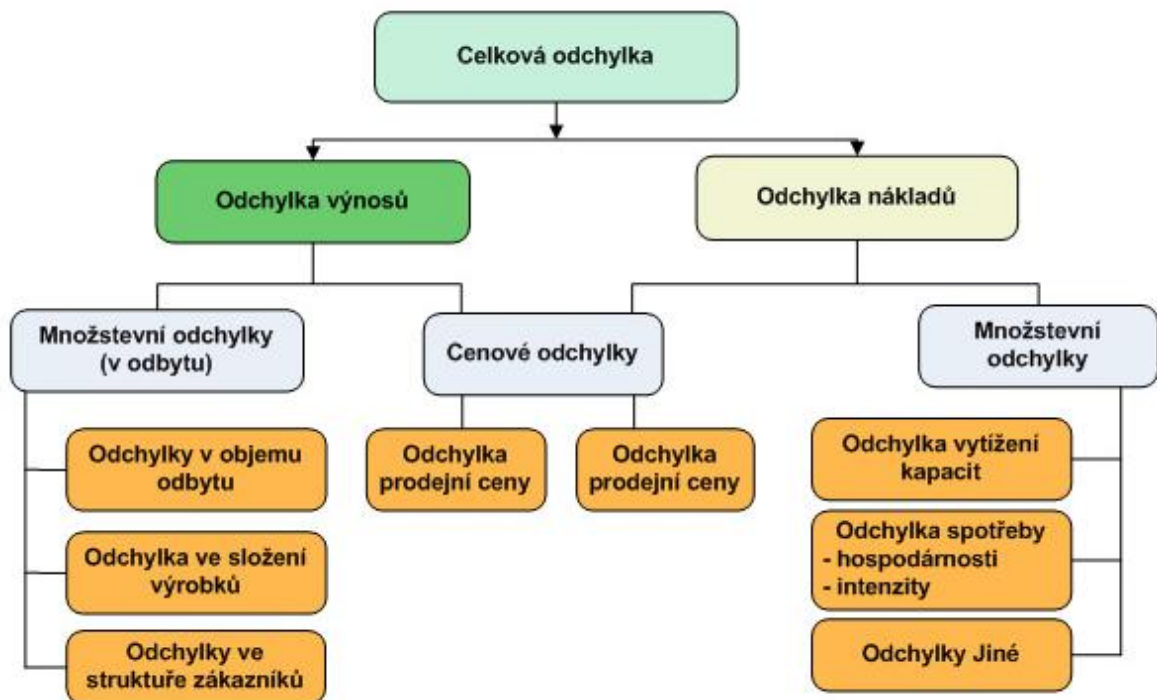 Celková odchylka
Odchylka výnosů
Odchylka nákladů
Množstevní odchylky
(v odbytu)
Cenové odchylky
Množstevní
odchylky
Odchylky v objemu
odbytu
Odchylka ve složení
výrobků
Odchylky ve
struktuře zákazníků
Odchylka
prodejní ceny
Odchylka
prodejní ceny
Odchylka vytížení
kapacit
Odchylka spotřeby
- hospodárnosti
- intenzity
Odchylky Jiné